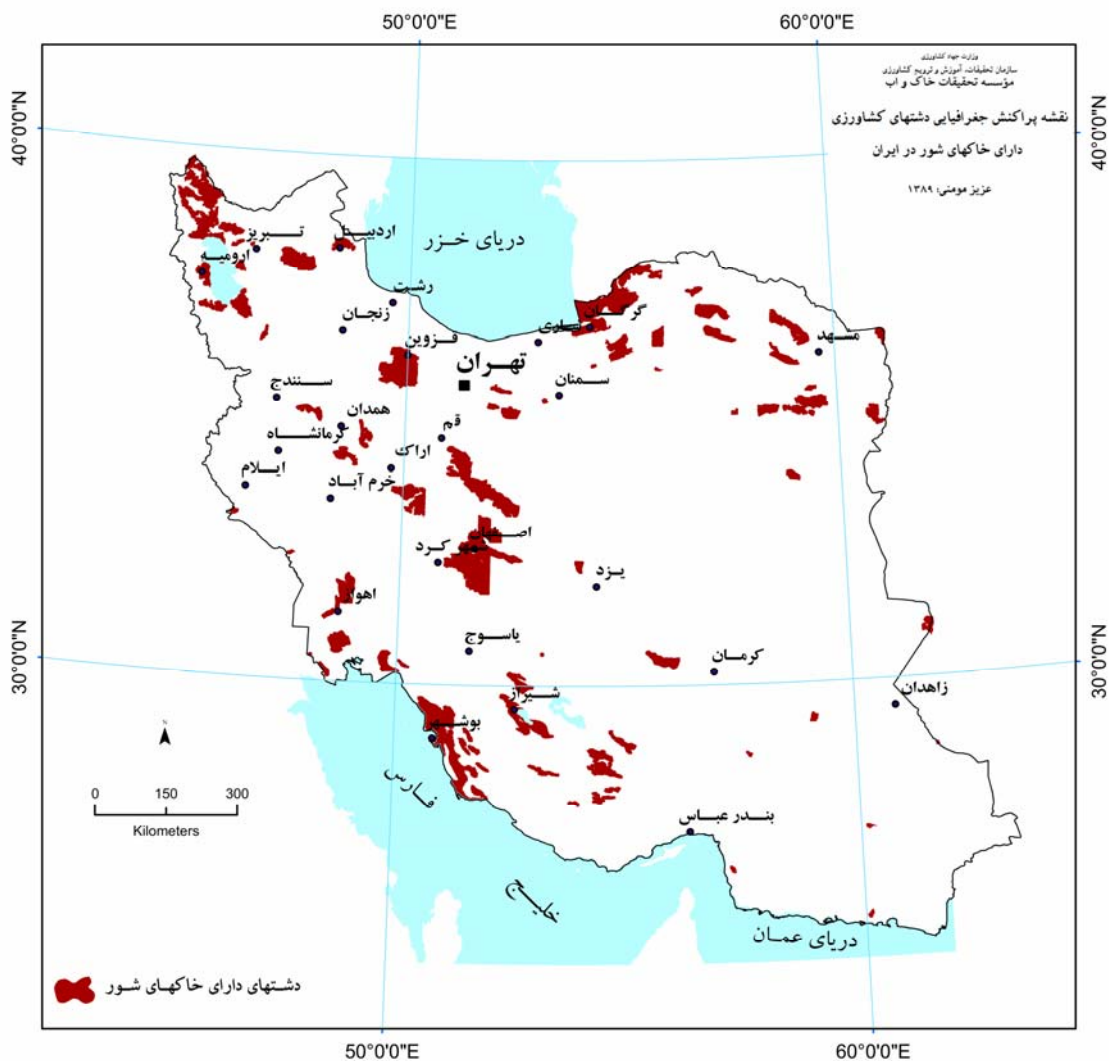 50°0'0"E
60°0'0"E
40°0'0"N
40°0'0"N
وزارت جهاد کشاورزی
سازمان تحقیقات، آموزش و ترویج کشاورزی
مؤسسه تحقیقات خاک و آب
نقشه پراکنش جغرافیایی دشتهای کشاورزی
دارای خاکهای شور در ایران
عزیز مومنی: ۱۳۸۹
دریای خزر
اردبیل
تبریز
ارومیه
رشت
زنجان
گرگان
ساری
مشهد
قزوین
تهران
سمنان
سنندج
همدان
قم
کرمانشاه
اراک
ایلام
خرم آباد
اصفهان
شهر کرد
یزد
اهواز
یاسوج
کرمان
30°0'0"N
30°0'0"N
زاهدان
شیراز
بوشهر
N
0 150 300
Kilometers
خلیج فارس
بندر عباس
دریای عمان
دشتهای دارای خاکهای شور
50°0'0"E
60°0'0"E